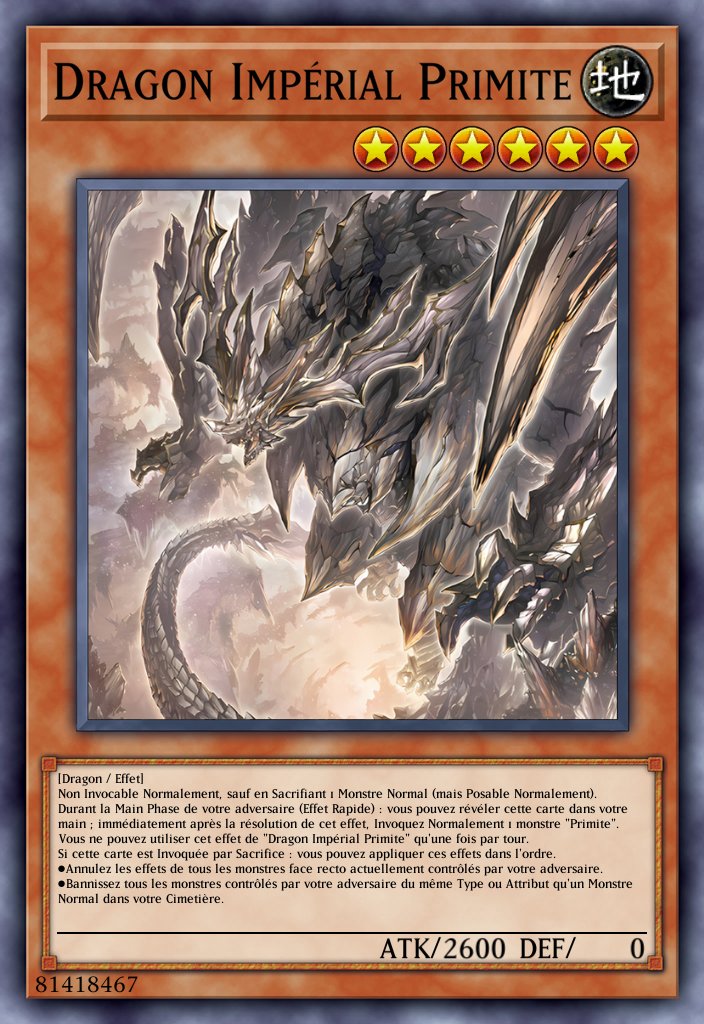 Dragon Impérial Primite
地
[Dragon / Effet]
Non Invocable Normalement, sauf en Sacrifiant 1 Monstre Normal (mais Posable Normalement).
Durant la Main Phase de votre adversaire (Effet Rapide) : vous pouvez révéler cette carte dans votre
main ; immédiatement après la résolution de cet effet, Invoquez Normalement 1 monstre "Primite".
Vous ne pouvez utiliser cet effet de "Dragon Impérial Primite" qu'une fois par tour.
Si cette carte est Invoquée par Sacrifice : vous pouvez appliquer ces effets dans l'ordre.
●Annulez les effets de tous les monstres face recto actuellement contrôlés par votre adversaire.
●Bannissez tous les monstres contrôlés par votre adversaire du même Type ou Attribut qu'un Monstre
Normal dans votre Cimetière.
ATK/2600 DEF/ 0
81418467